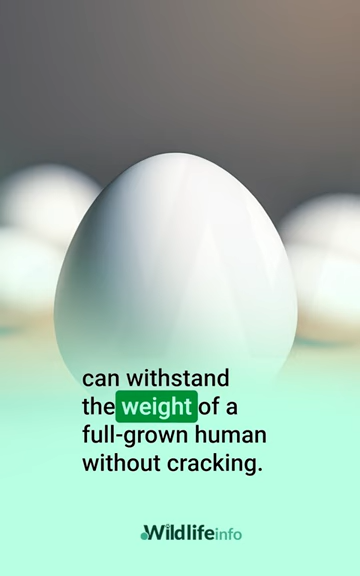 can withstand
the weight of a
full-grown human
without cracking.
Wildlifeinfo